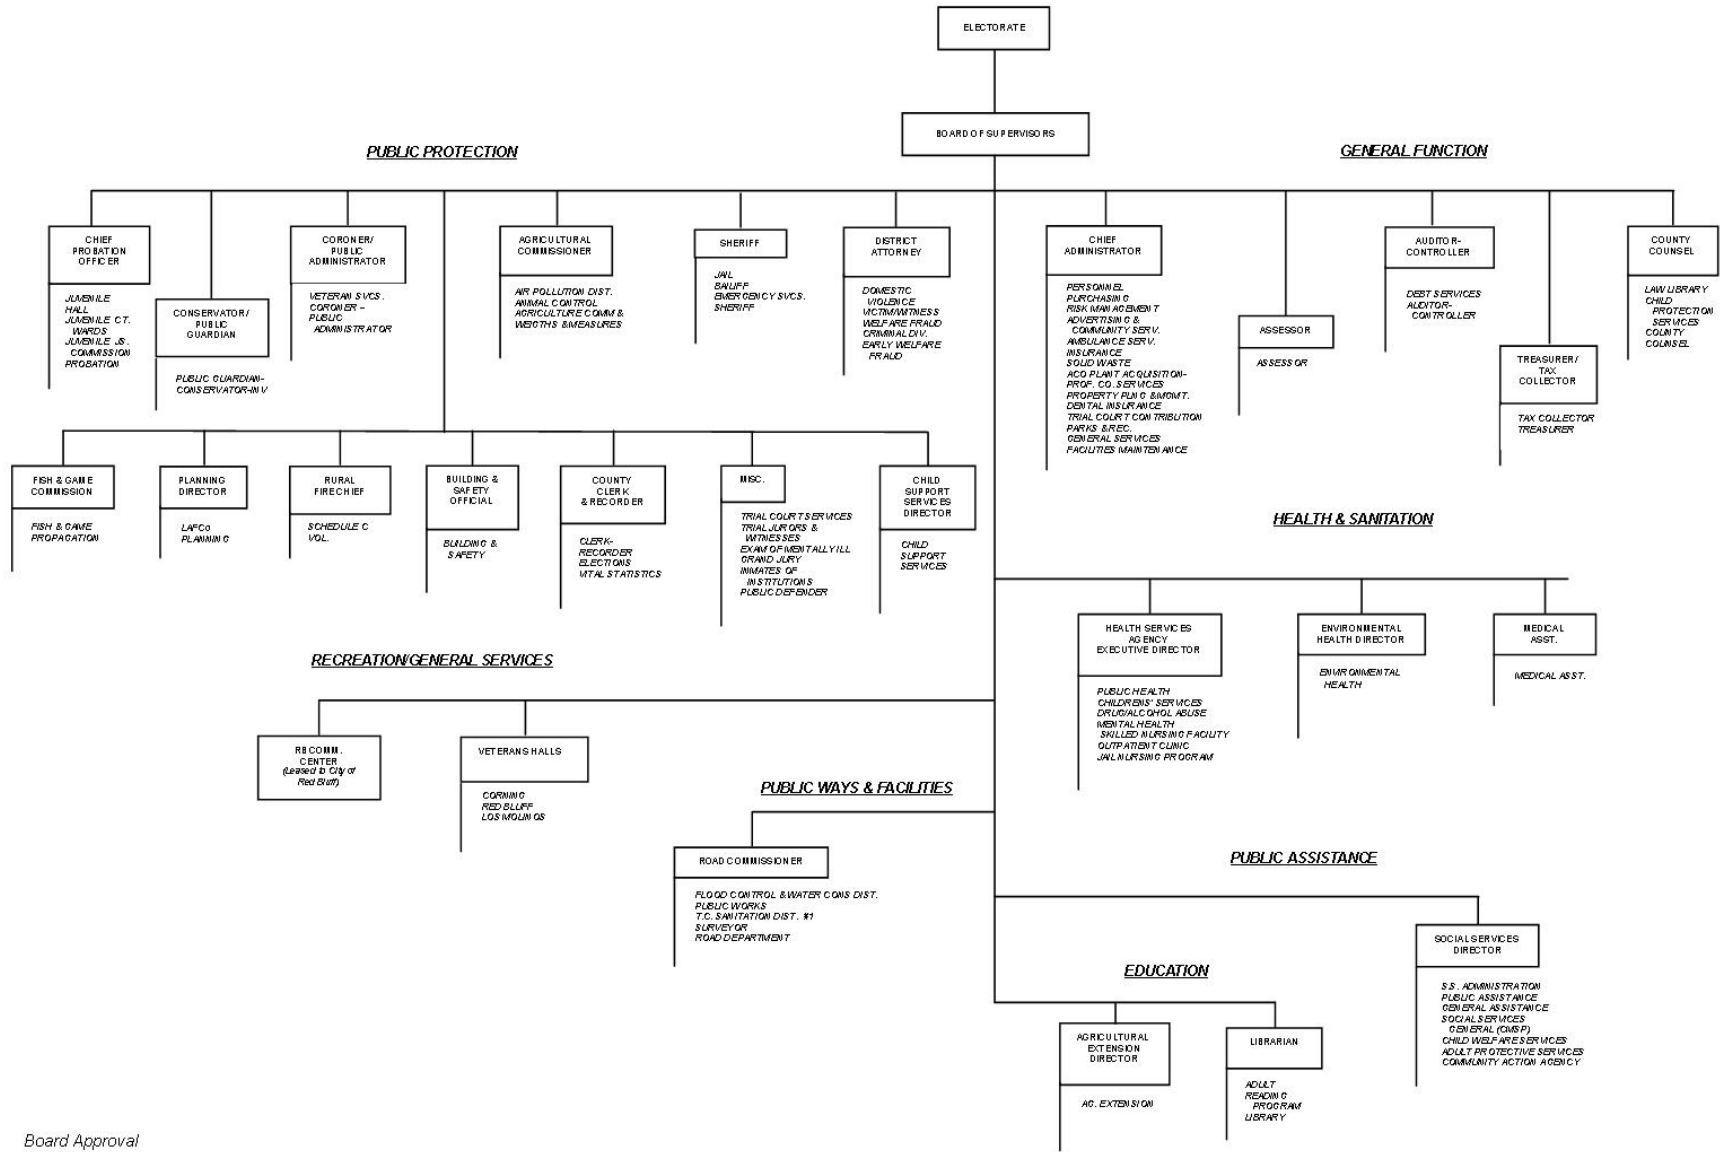 ELECTORATE
BOARD OF SUPERVISORS
PUBLIC PROTECTION
GENERAL FUNCTION
CHIEF
PROBATION
OFFICER
JUVENILE
HALL
JUVENILE CT.
WARDS
JUVENILE JS.
COMMISSION
PROBATION
CONSERVATOR/
PUBLIC
GUARDIAN
PUBLIC GUARDIAN-
CONSERVATOR-INV
CORONER/
PUBLIC
ADMINISTRATOR
VETERAN SVCS.
CORONER –
PUBLIC
ADMINISTRATOR
AGRICULTURAL
COMMISSIONER
AIR POLLUTION DIST.
ANIMAL CONTROL
AGRICULTURE COMM &
WEIGTHS & MEASURES
SHERIFF
JAIL
BAILIFF
EMERGENCY SVCS.
SHERIFF
DISTRICT
ATTORNEY
DOMESTIC
VIOLENCE
VICTIM/WITNESS
WELFARE FRAUD
CRIMINAL DIV.
EARLY WELFARE
FRAUD
CHIEF
ADMINISTRATOR
PERSONNEL
PURCHASING
RISK MANAGEMENT
ADVERTISING &
COMMUNITY SERV.
AMBULANCE SERV.
INSURANCE
SOLID WASTE
ACO PLANT ACQUISITION-
PROF. CO. SERVICES
PROPERTY PLNG & MGMT.
DENTAL INSURANCE
TRIAL COURT CONTRIBUTION
PARKS & REC.
GENERAL SERVICES
FACILITIES MAINTENANCE
ASSESSOR
ASSESSOR
AUDITOR-
CONTROLLER
DEBT SERVICES
AUDITOR-
CONTROLLER
TREASURER/
TAX
COLLECTOR
TAX COLLECTOR
TREASURER
COUNTY
COUNSEL
LAW LIBRARY
CHILD
PROTECTION
SERVICES
COUNTY
COUNSEL
FISH & GAME
COMMISSION
FISH & GAME
PROPAGATION
PLANNING
DIRECTOR
LAFCo
PLANNING
RURAL
FIRE CHIEF
SCHEDULE C
VOL.
BUILDING &
SAFETY
OFFICIAL
BUILDING &
SAFETY
COUNTY
CLERK
& RECORDER
CLERK-
RECORDER
ELECTIONS
VITAL STATISTICS
MISC.
TRIAL COURT SERVICES
TRIAL JURORS &
WITNESSES
EXAM OF MENTALLY ILL
GRAND JURY
INMATES OF
INSTITUTIONS
PUBLIC DEFENDER
CHILD
SUPPORT
SERVICES
DIRECTOR
CHILD
SUPPORT
SERVICES
HEALTH & SANITATION
HEALTH SERVICES
AGENCY
EXECUTIVE DIRECTOR
PUBLIC HEALTH
CHILDRENS' SERVICES
DRUG/ALCOHOL ABUSE
MENTAL HEALTH
SKILLED NURSING FACILITY
OUTPATIENT CLINIC
JAIL NURSING PROGRAM
ENVIRONMENTAL
HEALTH DIRECTOR
ENVIRONMENTAL
HEALTH
MEDICAL
ASST.
MEDICAL ASST.
RECREATION/GENERAL SERVICES
RB COMM.
CENTER
(Leased to City of
Red Bluff)
VETERANS HALLS
CORNING
RED BLUFF
LOS MOLINOS
PUBLIC WAYS & FACILITIES
ROAD COMMISSIONER
FLOOD CONTROL & WATER CONS DIST.
PUBLIC WORKS
T.C. SANITATION DIST. #1
SURVEYOR
ROAD DEPARTMENT
PUBLIC ASSISTANCE
SOCIAL SERVICES
DIRECTOR
S.S. ADMINISTRATION
PUBLIC ASSISTANCE
GENERAL ASSISTANCE
SOCIAL SERVICES
GENERAL (CMSP)
CHILD WELFARE SERVICES
ADULT PROTECTIVE SERVICES
COMMUNITY ACTION AGENCY
EDUCATION
AGRICULTURAL
EXTENSION
DIRECTOR
AG. EXTENSION
LIBRARIAN
ADULT
READING
PROGRAM
LIBRARY
Board Approval